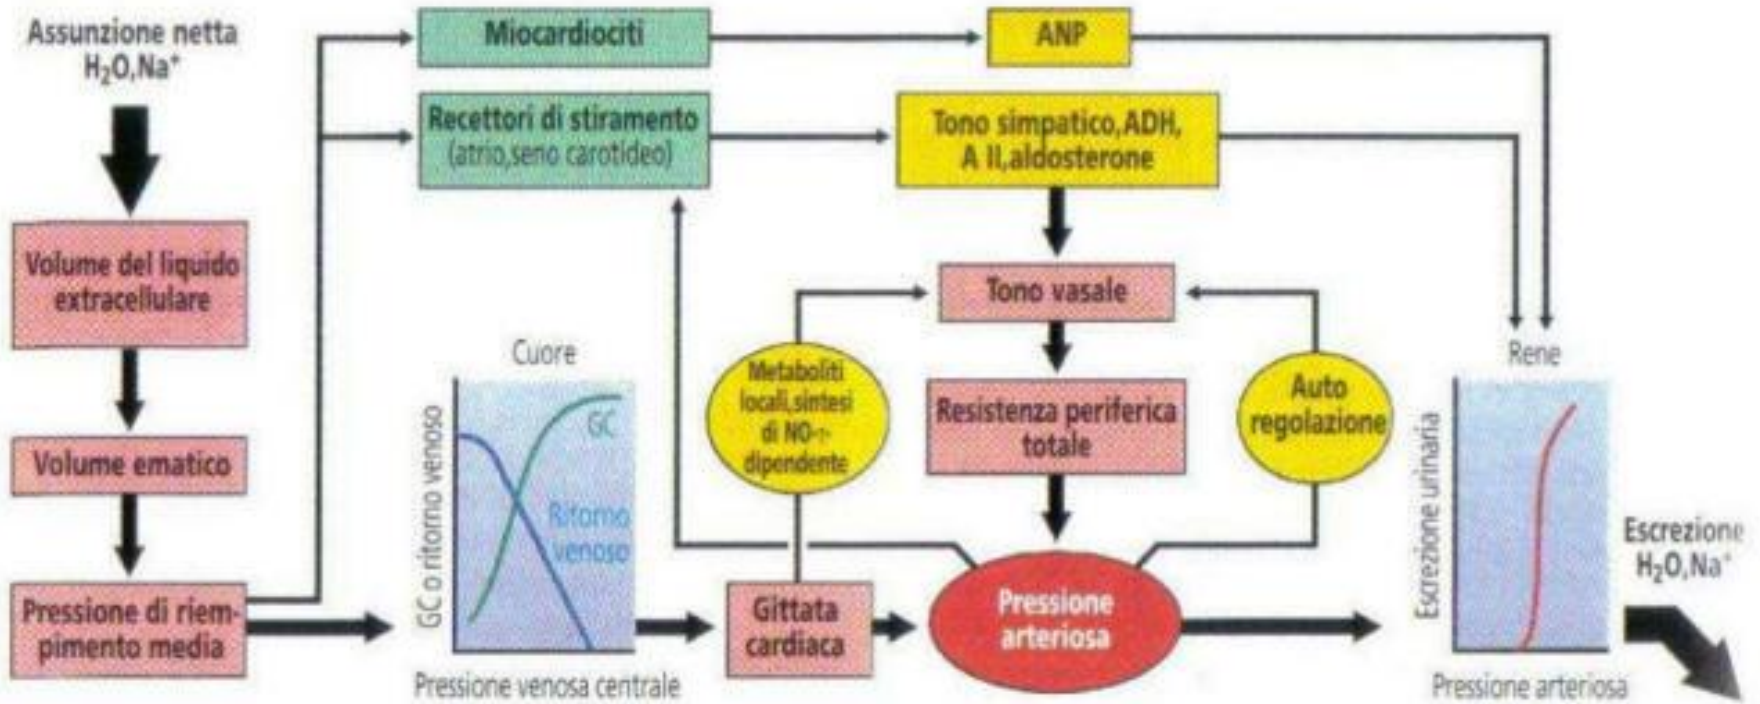 Assunzione netta
H₂O,Na⁺
Volume del liquido
extracellulare
Volume ematico
Pressione di riem-
pimento media
Miocardiociti
Recettori di stiramento
(atrio,seno carotideo)
ANP
Tono simpatico,ADH,
A II,aldosterone
Tono vasale
Metaboliti
locali,sintesi
di NO-
dipendente
Resistenza periferica
totale
Auto
regolazione
Cuore
GC o ritorno venoso
GC
Ritorno
venoso
Pressione venosa centrale
Gittata
cardiaca
Pressione
arteriosa
Rene
Escrezione urinaria
Pressione arteriosa
Escrezione
H₂O,Na⁺